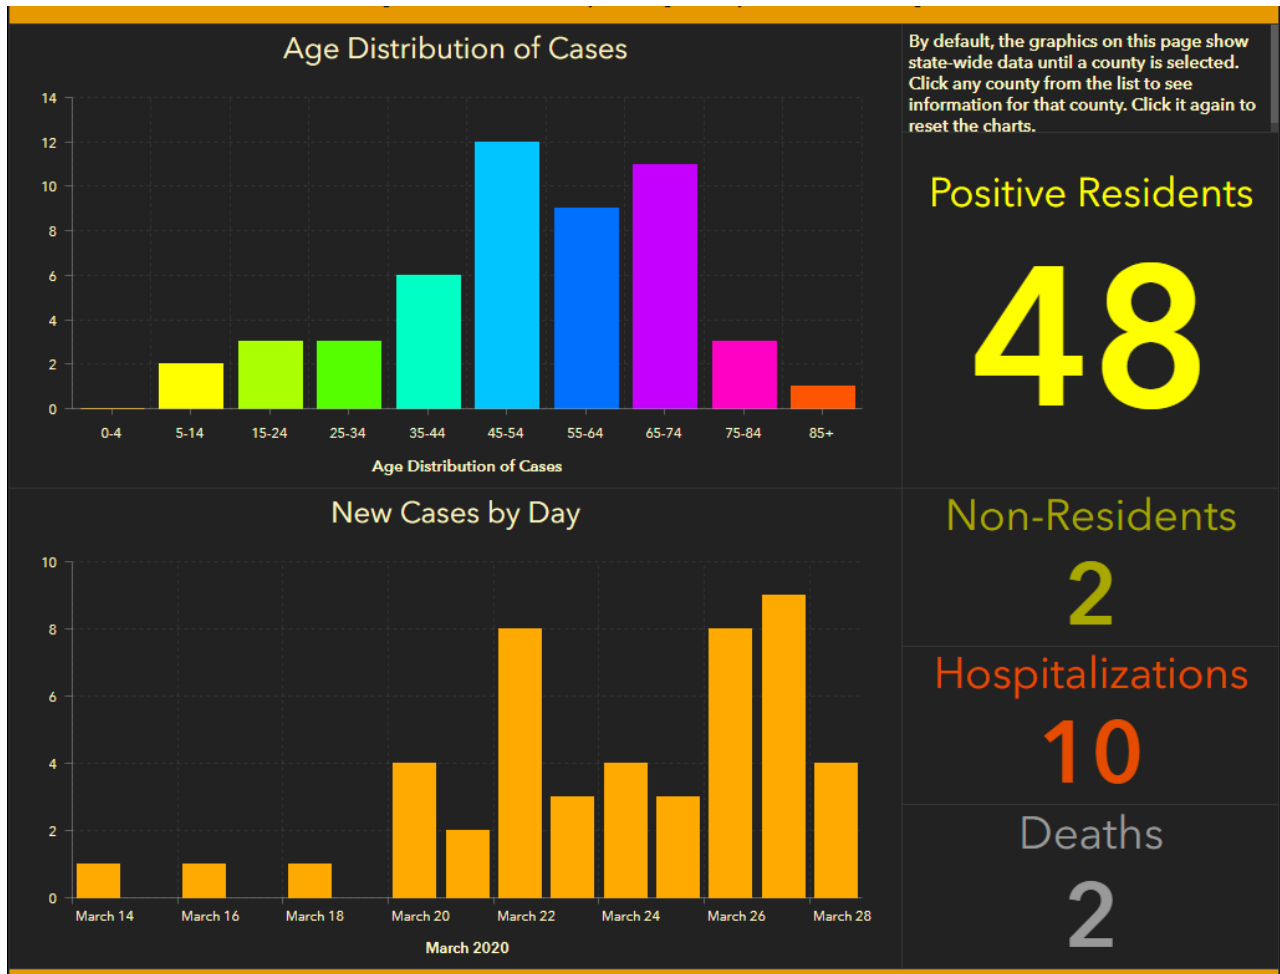 Age Distribution of Cases
14
12
10
8
6
4
2
0
0-4 5-14 15-24 25-34 35-44 45-54 55-64 65-74 75-84 85+
Age Distribution of Cases
By default, the graphics on this page show
state-wide data until a county is selected.
Click any county from the list to see
information for that county. Click it again to
reset the charts.
Positive Residents
48
New Cases by Day
10
8
6
4
2
0
March 14 March 16 March 18 March 20 March 22 March 24 March 26 March 28
March 2020
Non-Residents
2
Hospitalizations
10
Deaths
2